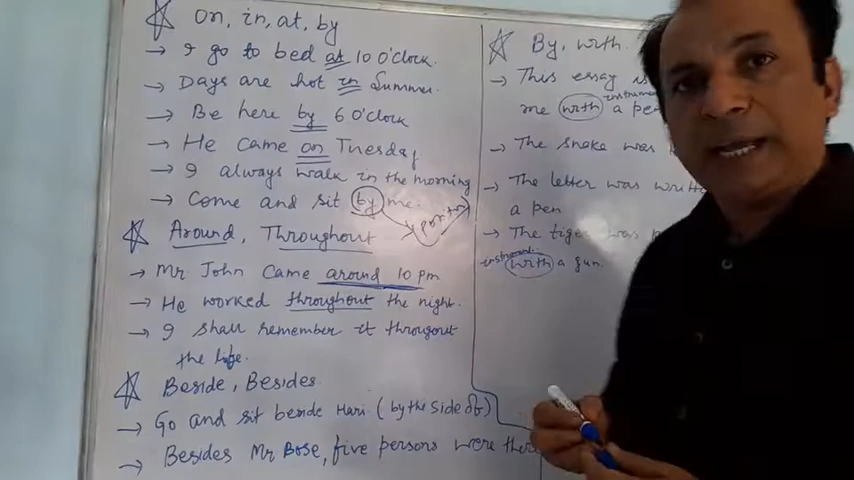 On, in, at, by
→ I go to bed at 10 O'Clock.
→ Days are hot in Summer.
→ Be here by 6 O'Clock
→ He came on Tuesday
→ I always walk in the morning
→ Come and sit by me.
Around, Throughout
→ Mr John Came around 10 pm
→ He worked throughout the night.
→ I shall remember it througout
the life.
Beside, Besides
→ Go and sit beside Hari (by the side of)
→ Besides Mr Bose, five persons were
By, with
→ This essay is
instrument
me with a pen
→ The snake was
→ The letter was
a pen
→ The tiger was
with a gun.